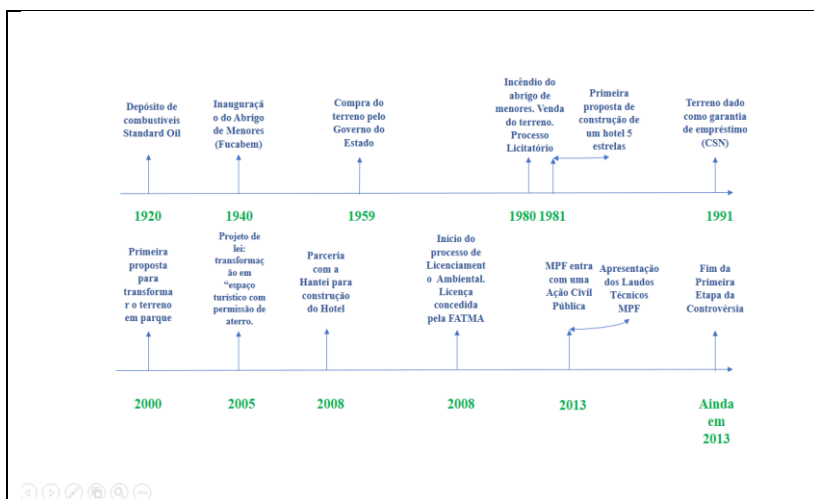 Depósito de
combustíveis
Standard Oil
Inauguraçã
o do Abrigo
de Menores
(Fucabem)
Compra do
terreno pelo
Governo do
Estado
Incêndio do
abrigo de
menores. Venda
do terreno.
Processo
Licitatório
Primeira
proposta de
construção de
um hotel 5
estrelas
Terreno dado
como garantia
de empréstimo
(CSN)
1920
1940
1959
1980 1981
1991
Primeira
proposta
para
transforma
r o terreno
em parque
Projeto de
lei:
transformaç
ão em
“espaço
turístico com
permissão de
aterro.
Parceria
com a
Hantei para
construção
do Hotel
Início do
processo de
Licenciament
o Ambiental.
Licença
concedida
pela FATMA
MPF entra
com uma
Ação Civil
Pública
Apresentação
dos Laudos
Técnicos
MPF
Fim da
Primeira
Etapa da
Controvérsia
2000
2005
2008
2008
2013
Ainda
em
2013